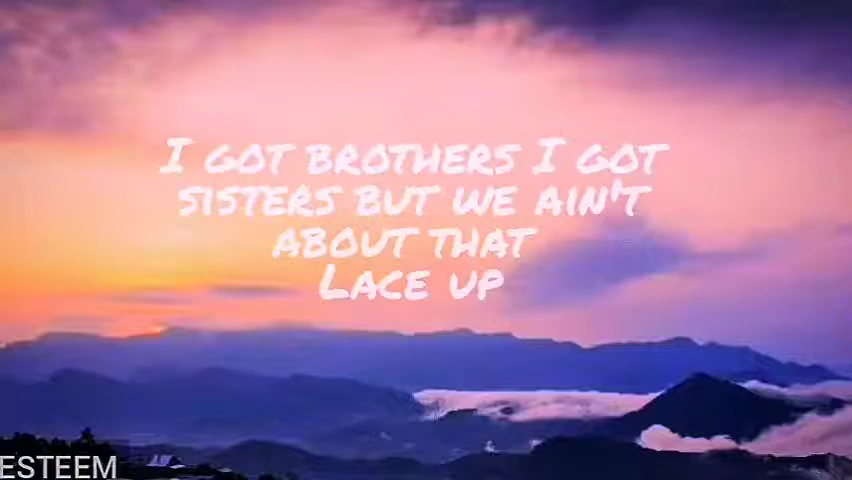 I GOT BROTHERS I GOT
SISTERS BUT WE AIN'T
ABOUT THAT
LACE UP
ESTEEM